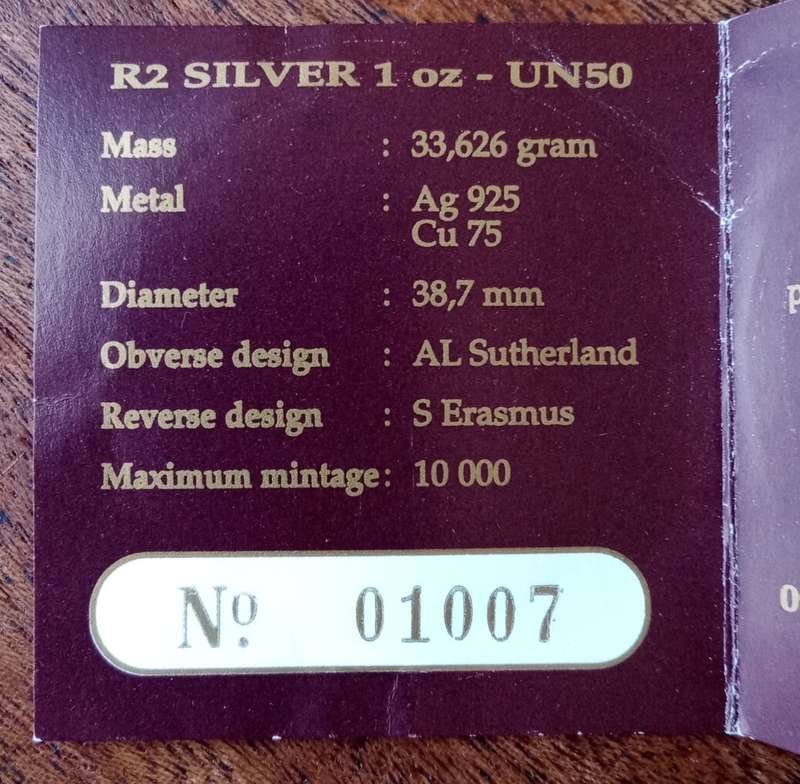 R2 SILVER 1 oz - UN50
Mass : 33,626 gram
Metal : Ag 925
Cu 75
Diameter : 38,7 mm
Obverse design : AL Sutherland
Reverse design : S Erasmus
Maximum mintage : 10 000
Nº. 01007